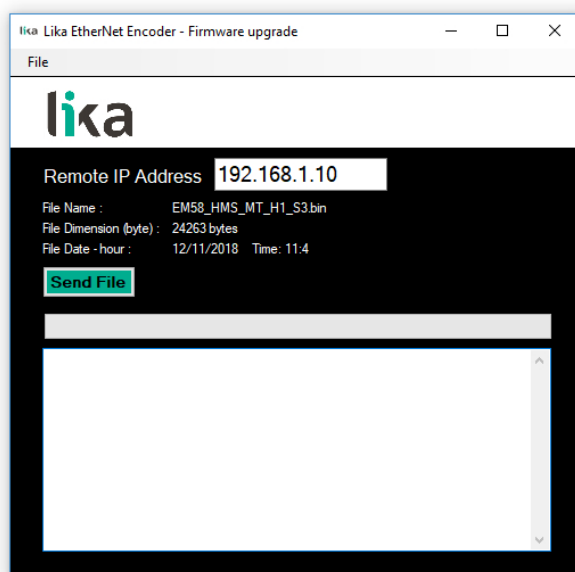 lika Lika EtherNet Encoder - Firmware upgrade
File
lika
Remote IP Address 192.168.1.10
File Name : EM58_HMS_MT_H1_S3.bin
File Dimension (byte) : 24263 bytes
File Date - hour : 12/11/2018 Time: 11:4
Send File